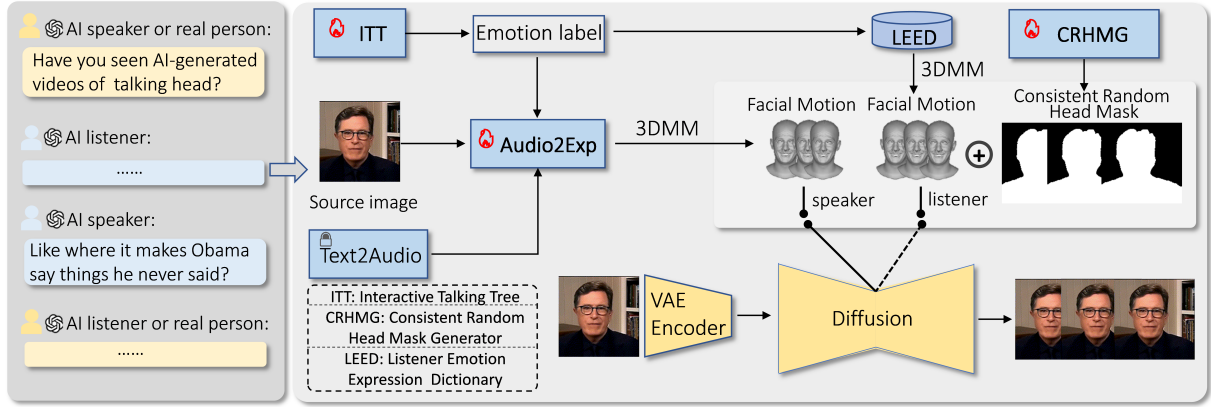 AI speaker or real person:
Have you seen AI-generated
videos of talking head?
AI listener:
......
AI speaker:
Like where it makes Obama
say things he never said?
AI listener or real person:
......
ITT
Emotion label
LEED
CRHMG
3DMM
Source image
Audio2Exp
3DMM
Text2Audio
Facial Motion
Facial Motion
Consistent Random
Head Mask
+
speaker
listener
ITT: Interactive Talking Tree
CRHMG: Consistent Random
Head Mask Generator
LEED: Listener Emotion
Expression Dictionary
VAE
Encoder
Diffusion